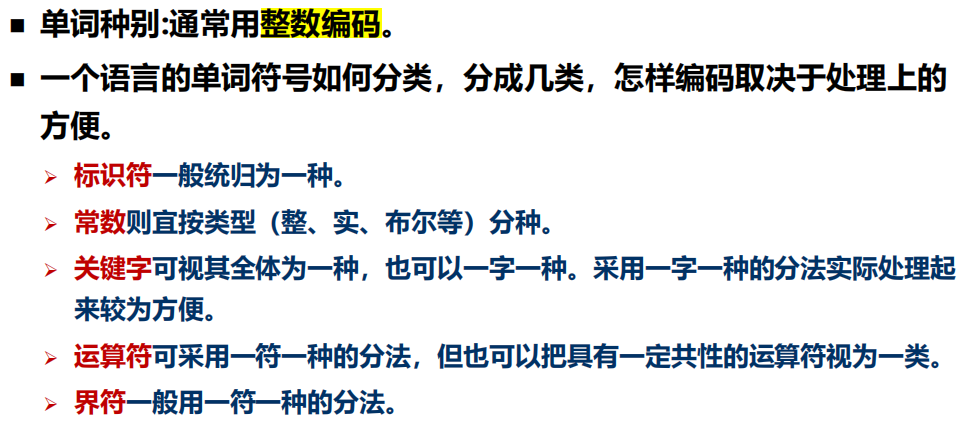 ■ 单词种别:通常用整数编码。
■ 一个语言的单词符号如何分类，分成几类，怎样编码取决于处理上的
方便。
➢ 标识符一般统归为一种。
➢ 常数则宜按类型（整、实、布尔等）分种。
➢ 关键字可视其全体为一种，也可以一字一种。采用一字一种的分法实际处理起
来较为方便。
➢ 运算符可采用一符一种的分法，但也可以把具有一定共性的运算符视为一类。
➢ 界符一般用一符一种的分法。